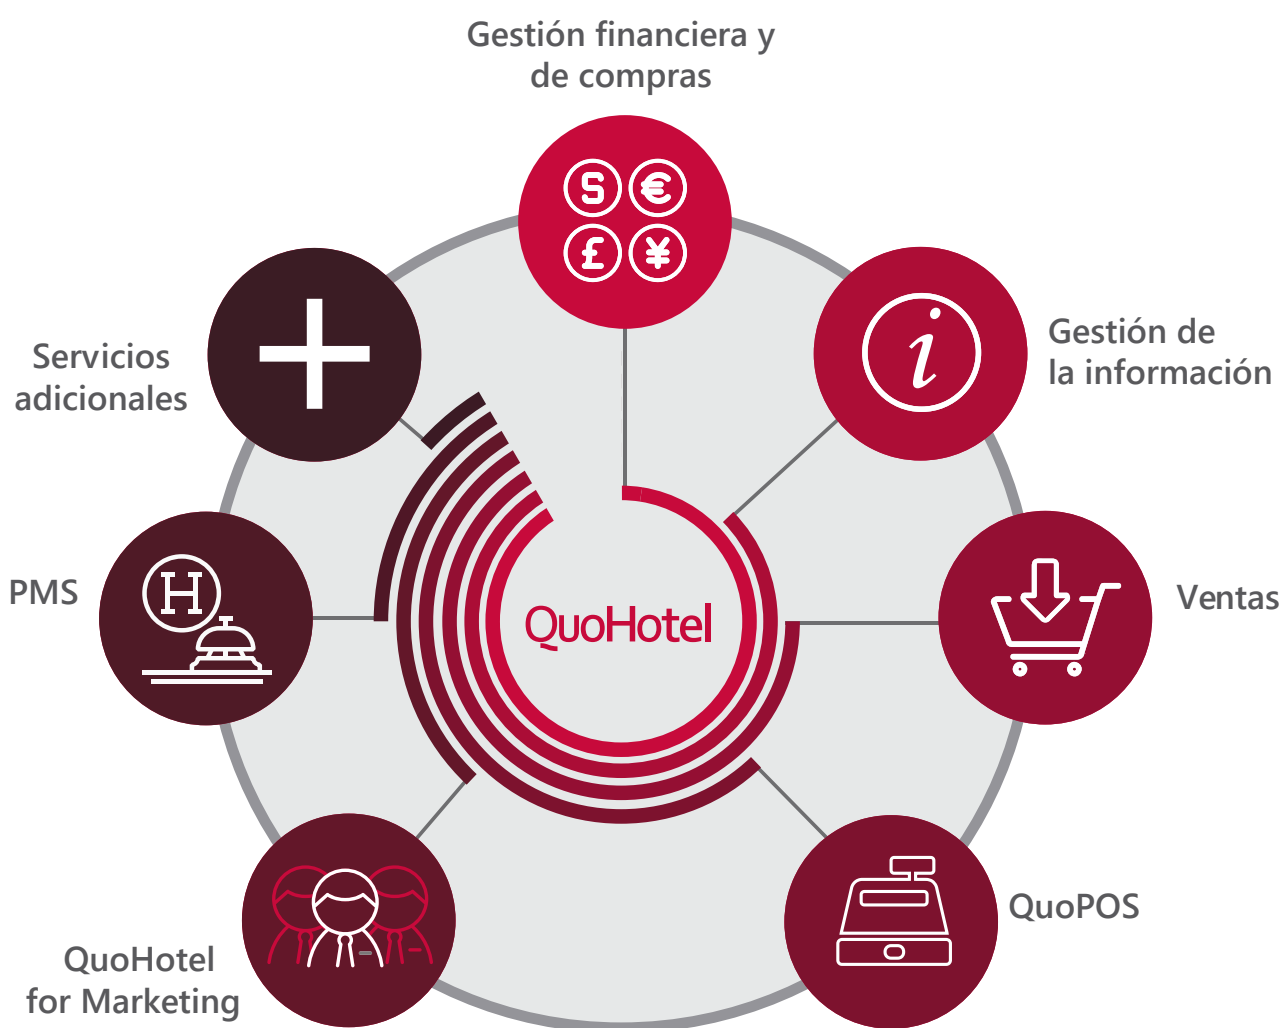 Gestión financiera y
de compras
Gestión de
la información
Servicios
adicionales
PMS
H
QuoHotel
Ventas
QuoPOS
QuoHotel
for Marketing